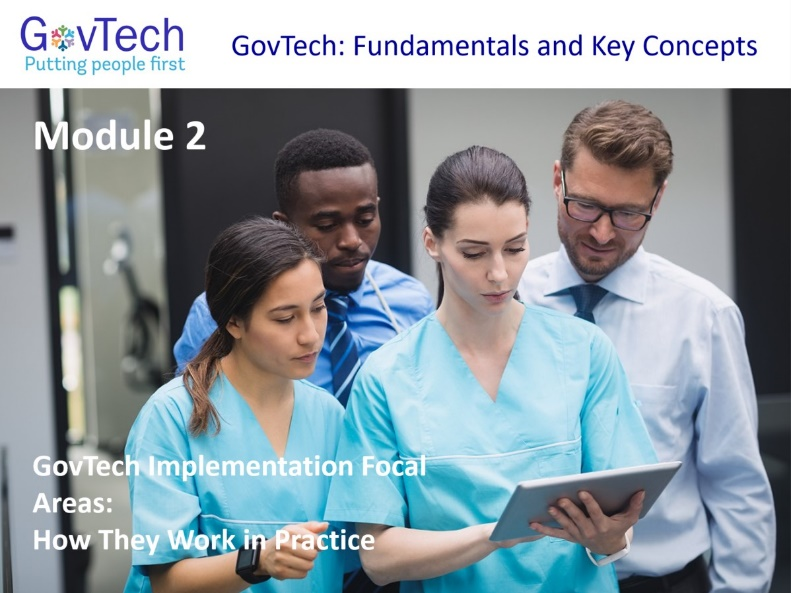 GovTech
Putting people first
GovTech: Fundamentals and Key Concepts
Module 2
GovTech Implementation Focal
Areas:
How They Work in Practice